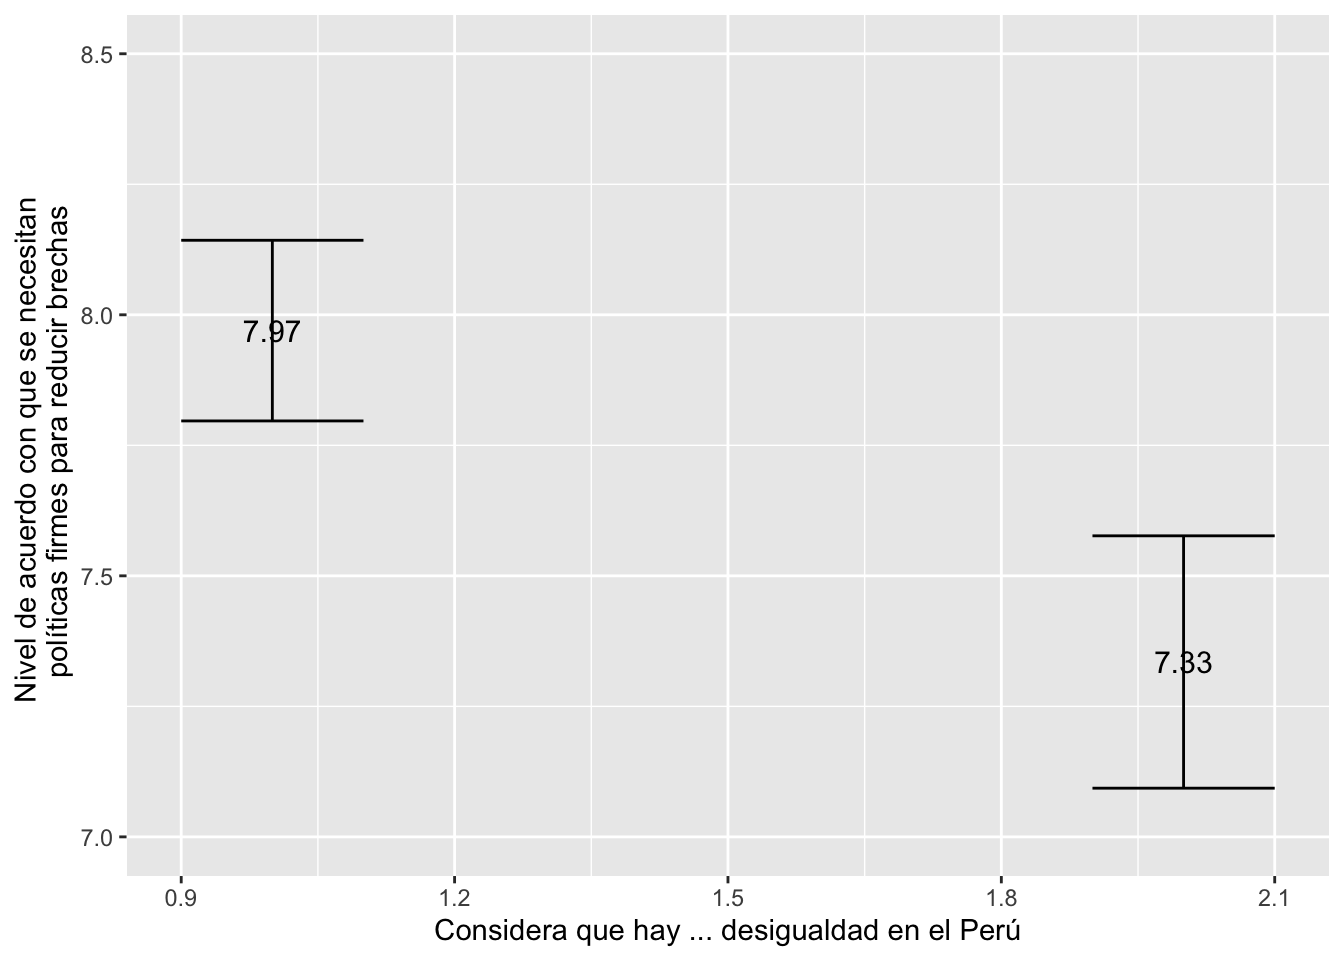 Nivel de acuerdo con que se necesitan
políticas firmes para reducir brechas
8.5
8.0
7.5
7.0
7.97
7.33
0.9 1.2 1.5 1.8 2.1
Considera que hay ... desigualdad en el Perú